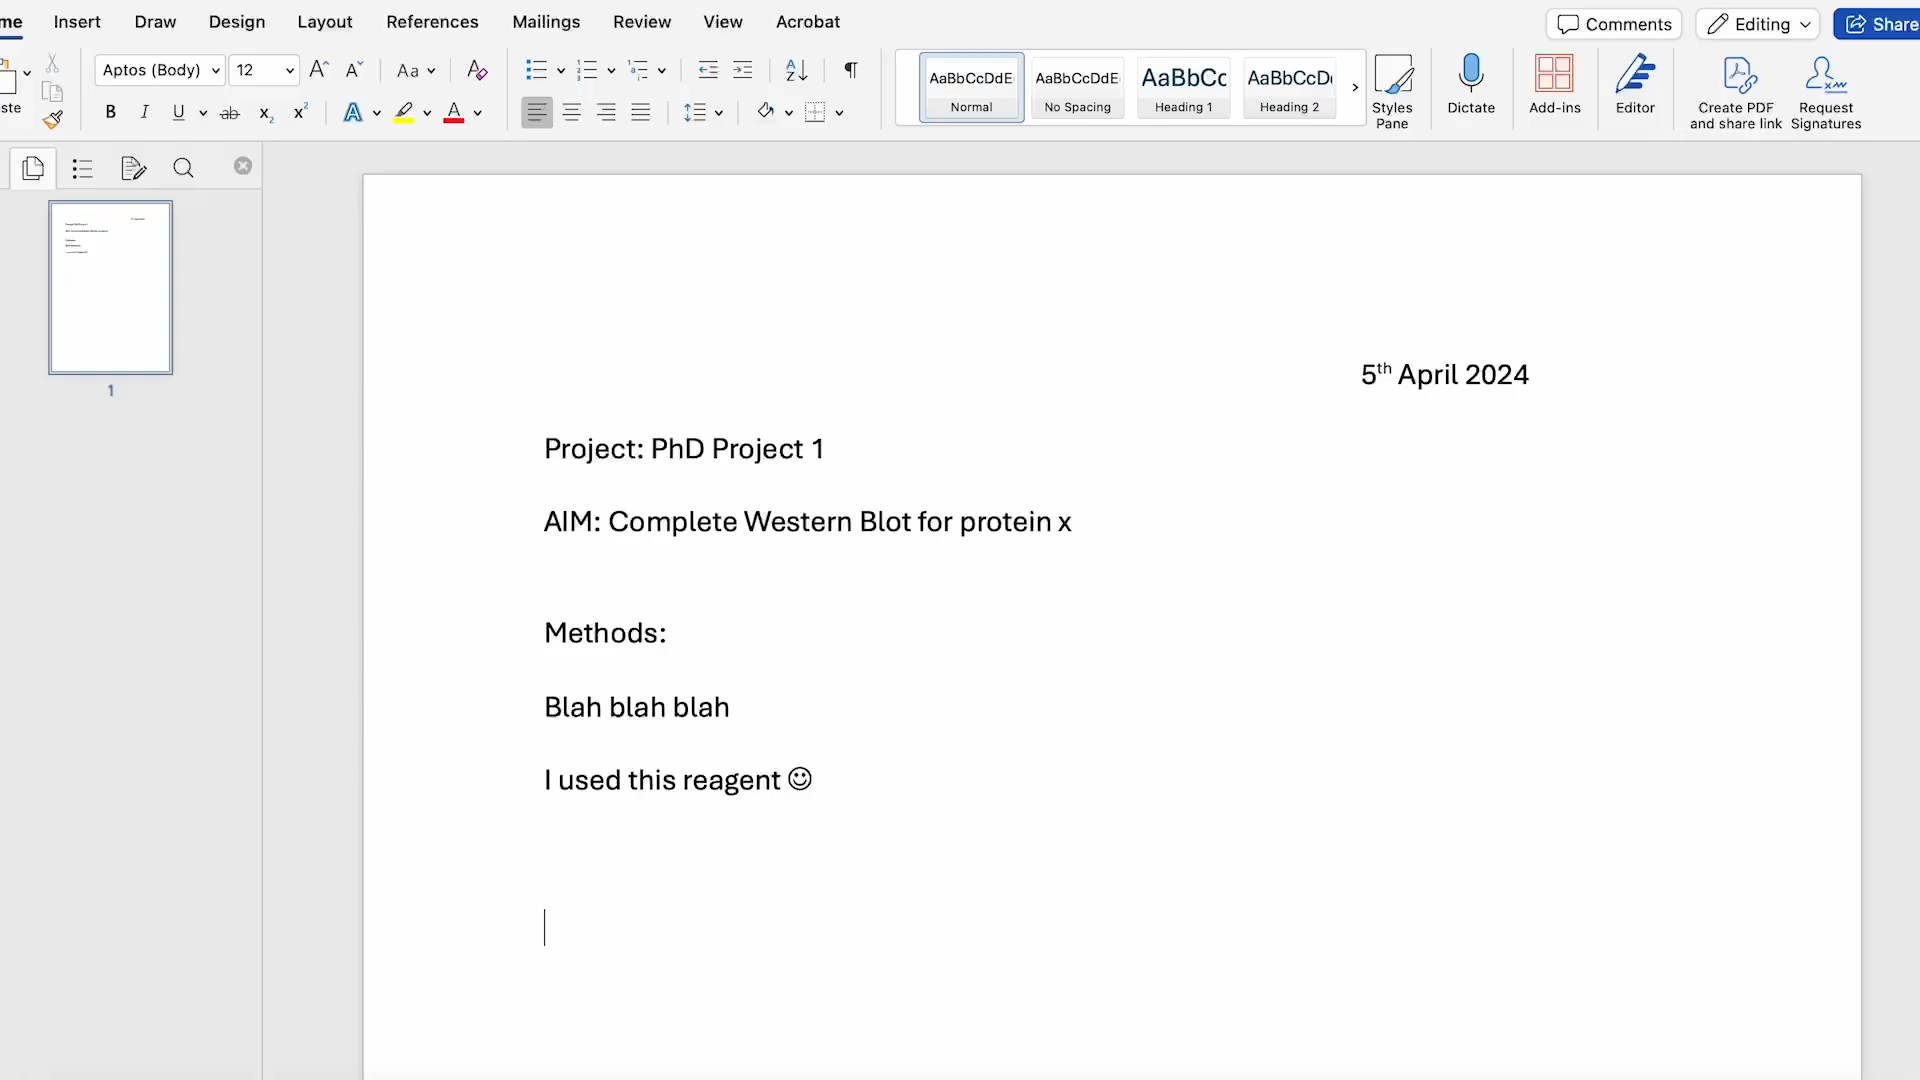 me Insert Draw Design Layout References Mailings Review View Acrobat Comments Editing Share
Aptos (Body) 12 Aa
AaBbCcDdE AaBbCcDdE AaBbCc AaBbCcD
Normal No Spacing Heading 1 Heading 2
ste
Styles Pane
Dictate
Add-ins
Editor
Create PDF and share link
Request Signatures
1
5th April 2024
Project: PhD Project 1
AIM: Complete Western Blot for protein x
Methods:
Blah blah blah
I used this reagent ☺